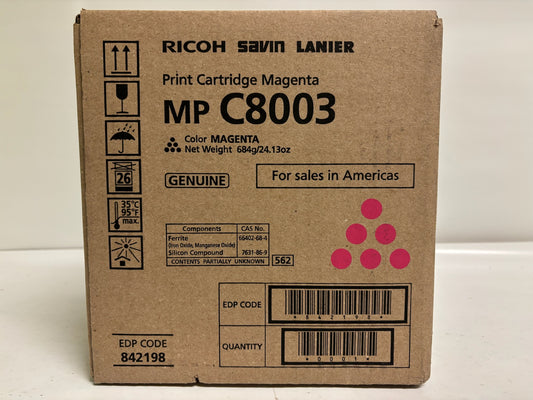 RICOH SAVIN LANIER
Print Cartridge Magenta
MP C8003
Color MAGENTA
Net Weight 684g/24.13oz
GENUINE
For sales in Americas
26
35°C
95°F
max.
Components CAS No.
Ferrite 66402-68-4
(Iron Oxide, Manganese Oxide)
Silicon Compound 7631-86-9
CONTENTS PARTIALLY UNKNOWN
562
EDP CODE
*842198*
QUANTITY
*0001*
EDP CODE
842198